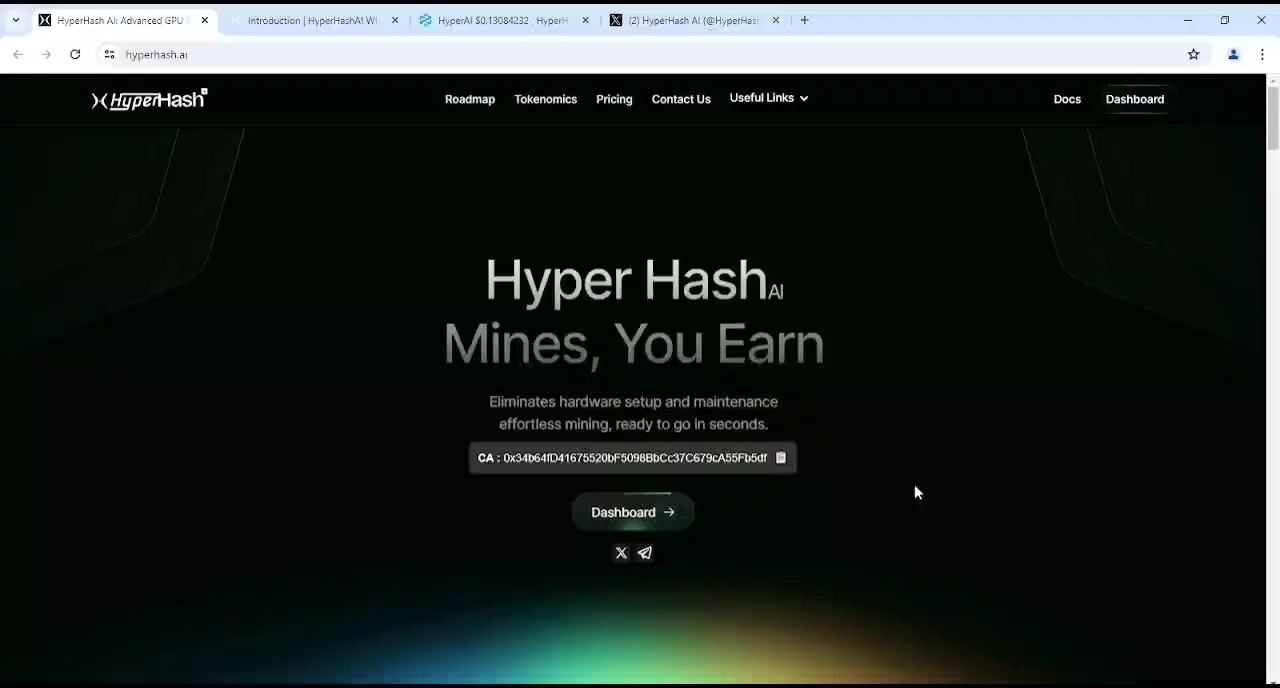 HyperHash AI: Advanced GPU
Introduction | HyperHashAI WI
HyperAI $0.13084232 , HyperH
(2) HyperHash AI (@HyperHas
hyperhash.ai
HyperHash
Roadmap
Tokenomics
Pricing
Contact Us
Useful Links
Docs
Dashboard
Hyper Hash AI
Mines, You Earn
Eliminates hardware setup and maintenance
effortless mining, ready to go in seconds.
CA : 0x34b64fD41675520bF5098BbCc37C679cA55Fb5df
Dashboard